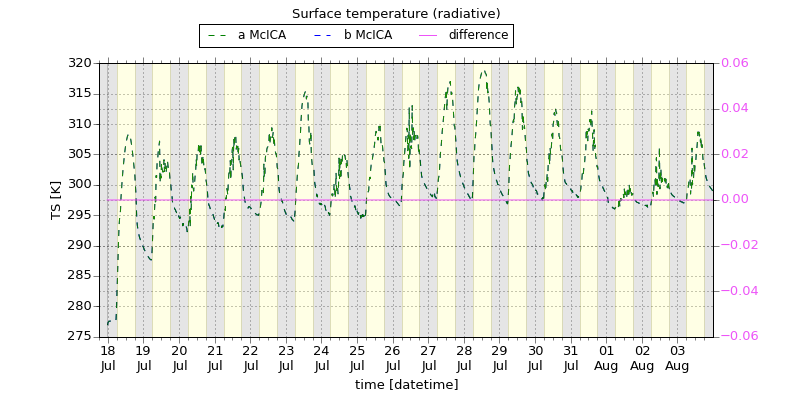 Surface temperature (radiative)
a McICA b McICA difference
320 0.06
315
310 0.04
305 0.02
300 0.00
295
290 −0.02
285
280 −0.04
275 −0.06
TS [K]
18 19 20 21 22 23 24 25 26 27 28 29 30 31 01 02 03
Jul Jul Jul Jul Jul Jul Jul Jul Jul Jul Jul Jul Jul Jul Aug Aug Aug
time [datetime]